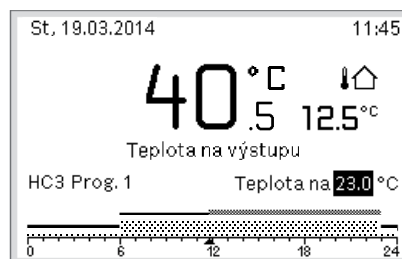 St, 19.03.2014 11:45
40.5 °C 12.5°C
Teplota na výstupu
HC3 Prog. 1 Teplota na 23.0 °C
0 6 12 18 24